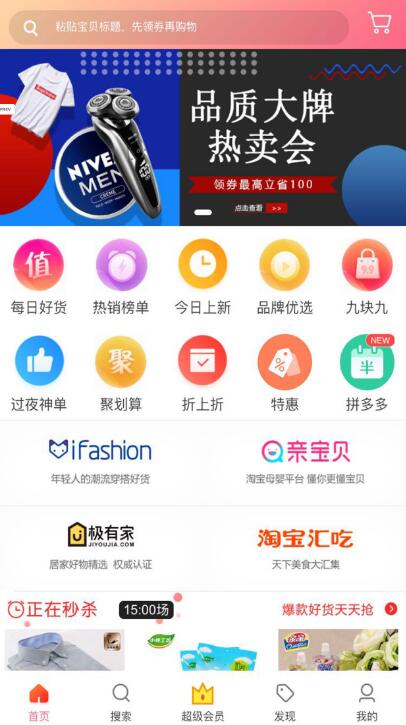 粘贴宝贝标题，先领券再购物
PREV
Supreme
NIVEA
MEN
CREME
品质大牌
热卖会
领券最高立省100
点击查看 >>
值
9.9
每日好货 热销榜单 今日上新 品牌优选 九块九
聚
NEW
半
过夜神单 聚划算 折上折 特惠 拼多多
iFashion
年轻人的潮流穿搭好货
亲宝贝
淘宝母婴平台 懂你更懂宝贝
极有家
JIYOUJIA.COM
居家好物精选 权威认证
淘宝汇吃
天下美食大汇集
正在秒杀 15:00场 爆款好货天天抢
首页 搜索 超级会员 发现 我的